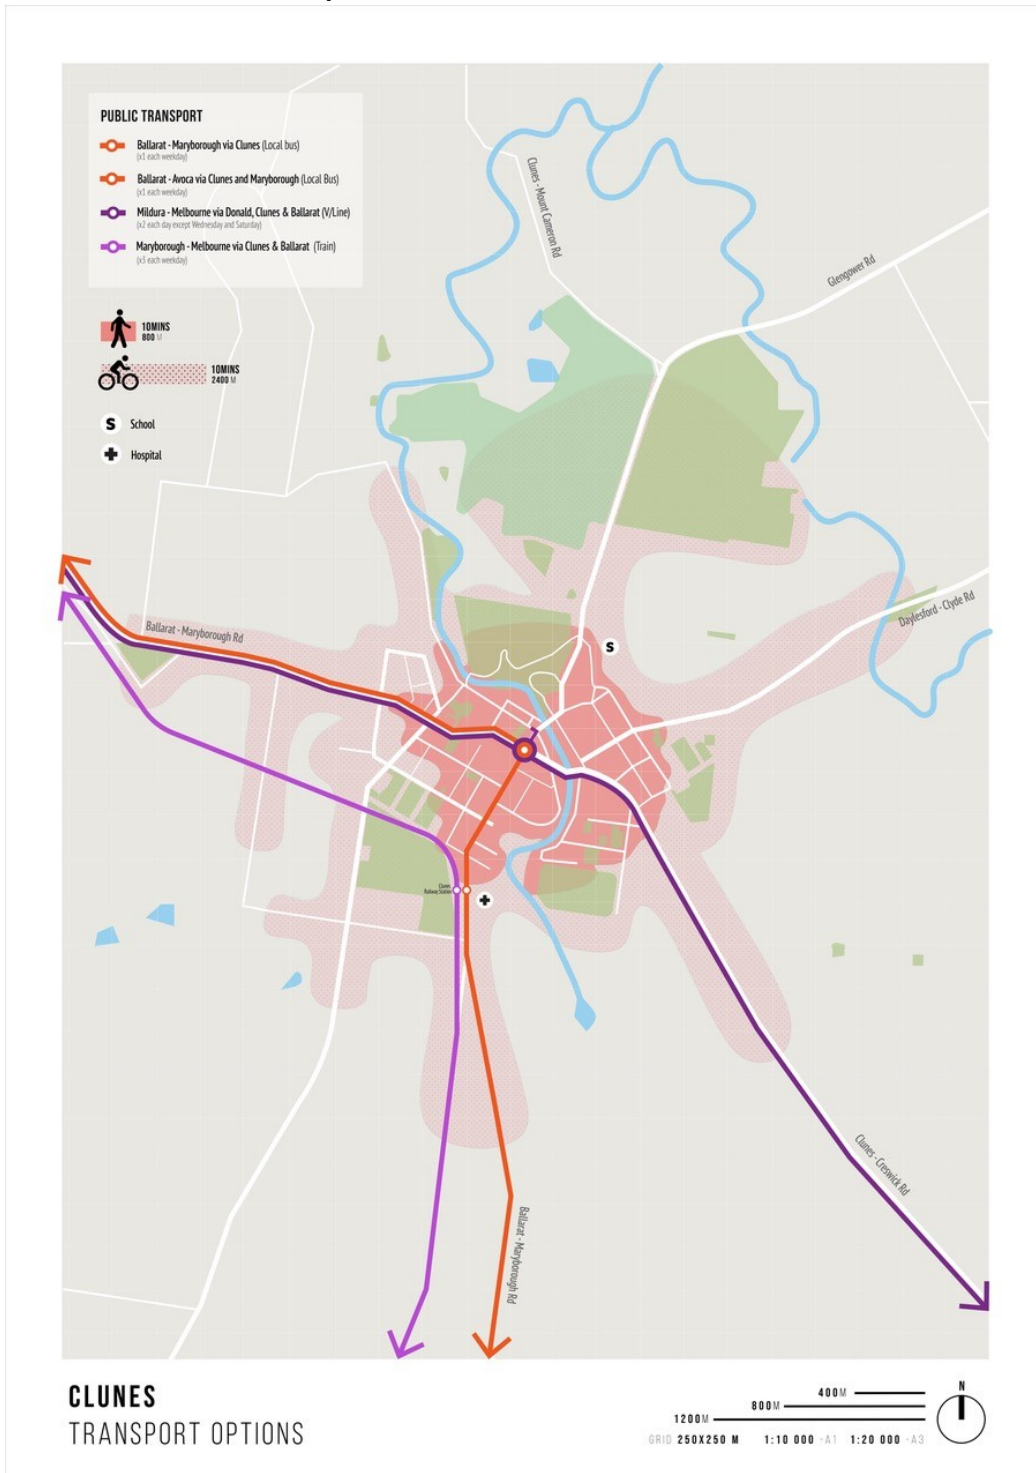 PUBLIC TRANSPORT
Ballarat - Maryborough via Clunes (Local bus)
(x1 each weekday)
Ballarat - Avoca via Clunes and Maryborough (Local Bus)
(x1 each weekday)
Mildura - Melbourne via Donald, Clunes & Ballarat (V/Line)
(x2 each day except Wednesday and Saturday)
Maryborough - Melbourne via Clunes & Ballarat (Train)
(x3 each weekday)
10MINS
800 M
10MINS
2400 M
S School
Hospital
Clunes - Mount Cameron Rd
Glengower Rd
Daylesford - Clyde Rd
Ballarat - Maryborough Rd
S
Clunes
Railway Station
Clunes - Creswick Rd
Ballarat - Maryborough Rd
CLUNES
TRANSPORT OPTIONS
400M
800M
1200M
GRID 250X250 M 1:10 000 -A1 1:20 000 -A3
N